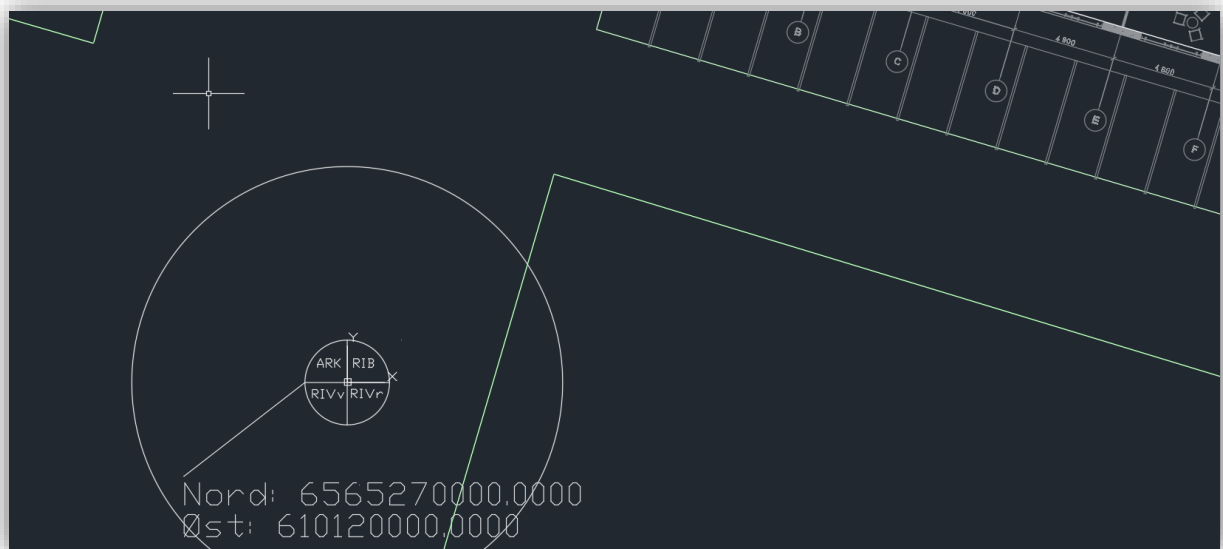 B
4 800
C
4 800
D
E
F
Y
ARK RIB
X
RIVv RIVr
Nord: 6565270000.0000
Øst: 610120000.0000